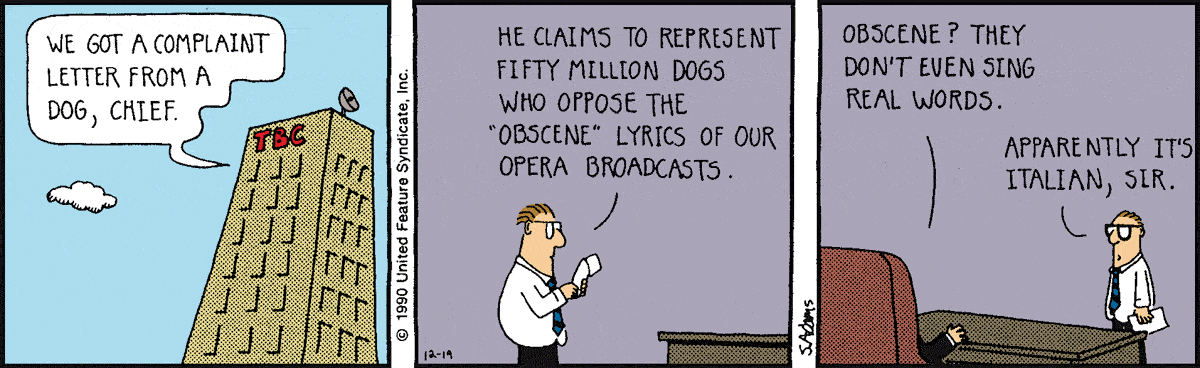 WE GOT A COMPLAINT
LETTER FROM A
DOG, CHIEF.
TBC
© 1990 United Feature Syndicate, Inc.
HE CLAIMS TO REPRESENT
FIFTY MILLION DOGS
WHO OPPOSE THE
"OBSCENE" LYRICS OF OUR
OPERA BROADCASTS.
12-19
S.Adams
OBSCENE? THEY
DON'T EVEN SING
REAL WORDS.
APPARENTLY IT'S
ITALIAN, SIR.